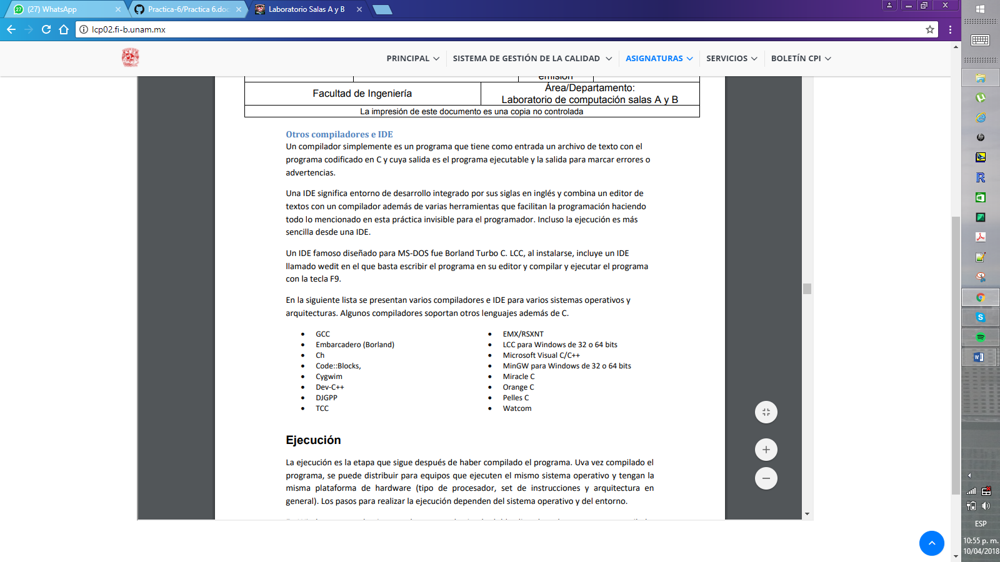 (27) WhatsApp
Practica-6/Practica 6.doc
Laboratorio Salas A y B
lcp02.fi-b.unam.mx
PRINCIPAL
SISTEMA DE GESTIÓN DE LA CALIDAD
ASIGNATURAS
SERVICIOS
BOLETÍN CPI
emisión
Facultad de Ingeniería
Área/Departamento:
Laboratorio de computación salas A y B
La impresión de este documento es una copia no controlada
Otros compiladores e IDE
Un compilador simplemente es un programa que tiene como entrada un archivo de texto con el
programa codificado en C y cuya salida es el programa ejecutable y la salida para marcar errores o
advertencias.
Una IDE significa entorno de desarrollo integrado por sus siglas en inglés y combina un editor de
textos con un compilador además de varias herramientas que facilitan la programación haciendo
todo lo mencionado en esta práctica invisible para el programador. Incluso la ejecución es más
sencilla desde una IDE.
Un IDE famoso diseñado para MS-DOS fue Borland Turbo C. LCC, al instalarse, incluye un IDE
llamado wedit en el que basta escribir el programa en su editor y compilar y ejecutar el programa
con la tecla F9.
En la siguiente lista se presentan varios compiladores e IDE para varios sistemas operativos y
arquitecturas. Algunos compiladores soportan otros lenguajes además de C.
• GCC
• Embarcadero (Borland)
• Ch
• Code::Blocks,
• Cygwim
• Dev-C++
• DJGPP
• TCC
• EMX/RSXNT
• LCC para Windows de 32 o 64 bits
• Microsoft Visual C/C++
• MinGW para Windows de 32 o 64 bits
• Miracle C
• Orange C
• Pelles C
• Watcom
Ejecución
La ejecución es la etapa que sigue después de haber compilado el programa. Uva vez compilado el
programa, se puede distribuir para equipos que ejecuten el mismo sistema operativo y tengan la
misma plataforma de hardware (tipo de procesador, set de instrucciones y arquitectura en
general). Los pasos para realizar la ejecución dependen del sistema operativo y del entorno.
ESP
10:55 p. m.
10/04/2018